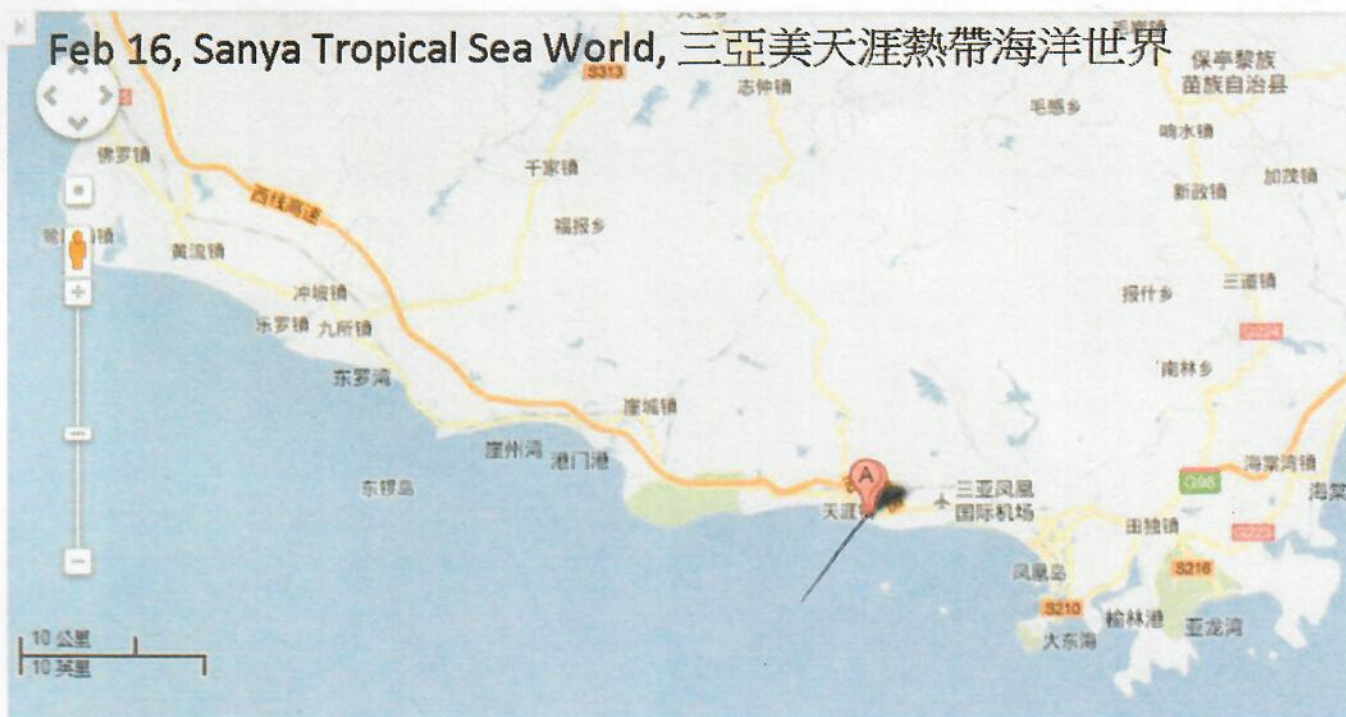 Feb 16, Sanya Tropical Sea World, 三亞美天涯熱帶海洋世界
S313
志仲镇
毛感乡
保亭黎族
苗族自治县
响水镇
佛罗镇
千家镇
加茂镇
新政镇
西线高速
福报乡
黄流镇
三道镇
冲坡镇
报什乡
乐罗镇
九所镇
G224
南林乡
东罗湾
崖城镇
崖州湾
港门港
海棠湾镇
A
G98
东锣岛
三亚凤凰
国际机场
天涯镇
海棠
田独镇
G223
凤凰岛
S216
S210
榆林港
亚龙湾
大东海
10 公里
10 英里